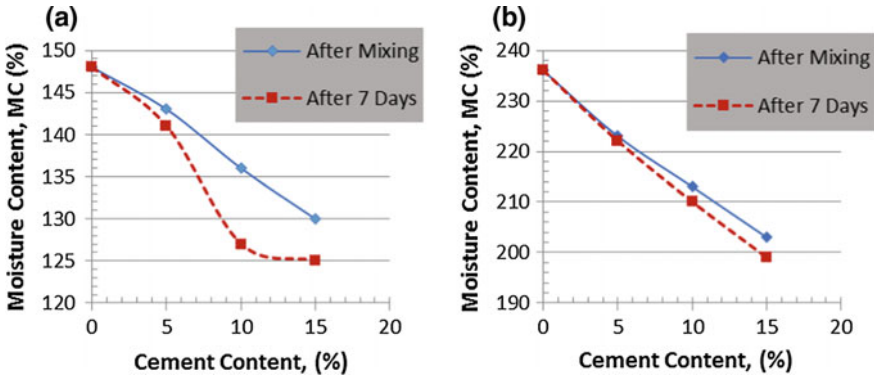 (a)
Moisture Content, MC (%)
150
145
140
135
130
125
120
After Mixing
After 7 Days
0 5 10 15 20
Cement Content, (%)
(b)
Moisture Content, MC (%)
240
230
220
210
200
190
After Mixing
After 7 Days
0 5 10 15 20
Cement Content, (%)